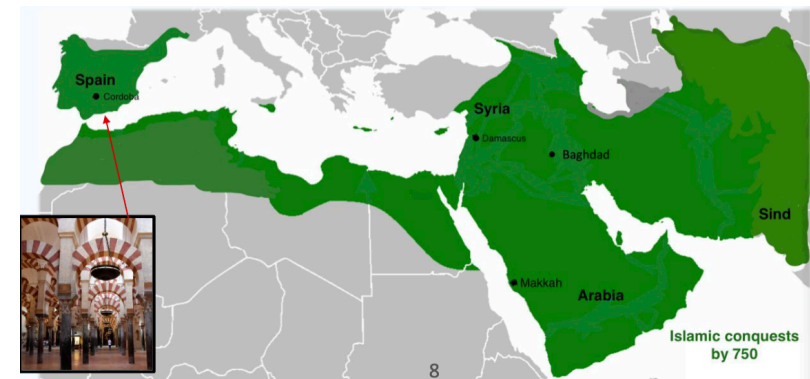 Spain
Cordoba
Syria
Damascus
Baghdad
Sind
Makkah
Arabia
Islamic conquests
by 750
8